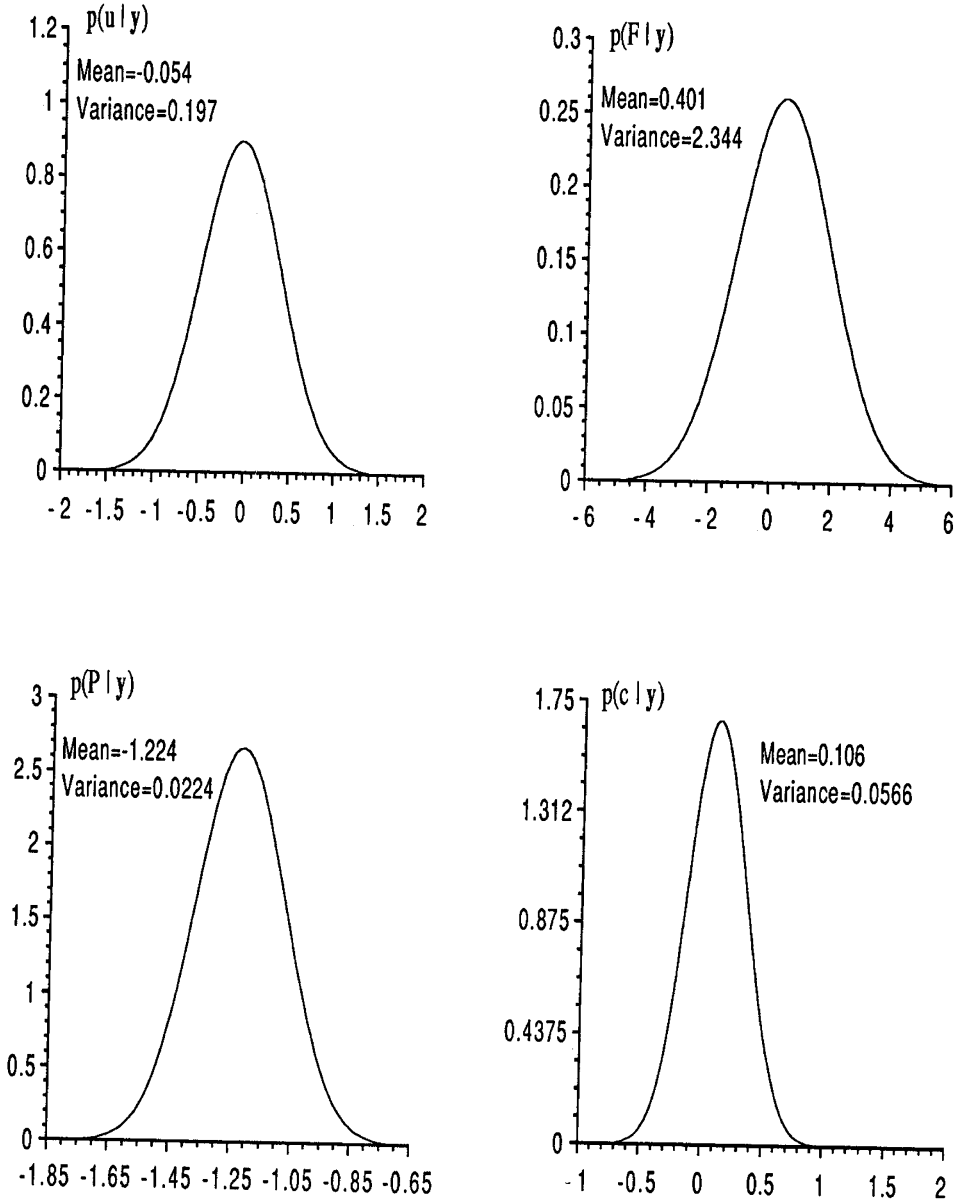 p(u | y)
Mean=-0.054
Variance=0.197
1.2
1
0.8
0.6
0.4
0.2
0
-2 -1.5 -1 -0.5 0 0.5 1 1.5 2
p(F | y)
Mean=0.401
Variance=2.344
0.3
0.25
0.2
0.15
0.1
0.05
0
-6 -4 -2 0 2 4 6
p(P | y)
Mean=-1.224
Variance=0.0224
3
2.5
2
1.5
1
0.5
0
-1.85 -1.65 -1.45 -1.25 -1.05 -0.85 -0.65
p(c | y)
Mean=0.106
Variance=0.0566
1.75
1.312
0.875
0.4375
0
-1 -0.5 0 0.5 1 1.5 2